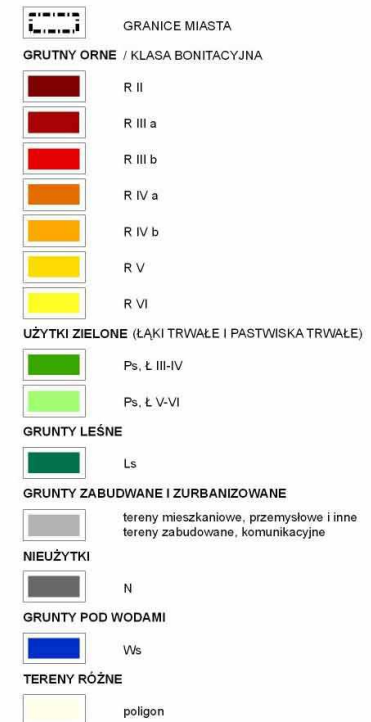 GRANICE MIASTA
GRUTNY ORNE / KLASA BONITACYJNA
R II
R III a
R III b
R IV a
R IV b
R V
R VI
UŻYTKI ZIELONE (ŁĄKI TRWAŁE I PASTWISKA TRWAŁE)
Ps, Ł III-IV
Ps, Ł V-VI
GRUNTY LEŚNE
Ls
GRUNTY ZABUDWANE I ZURBANIZOWANE
tereny mieszkaniowe, przemysłowe i inne
tereny zabudowane, komunikacyjne
NIEUŻYTKI
N
GRUNTY POD WODAMI
Ws
TERENY RÓŻNE
poligon